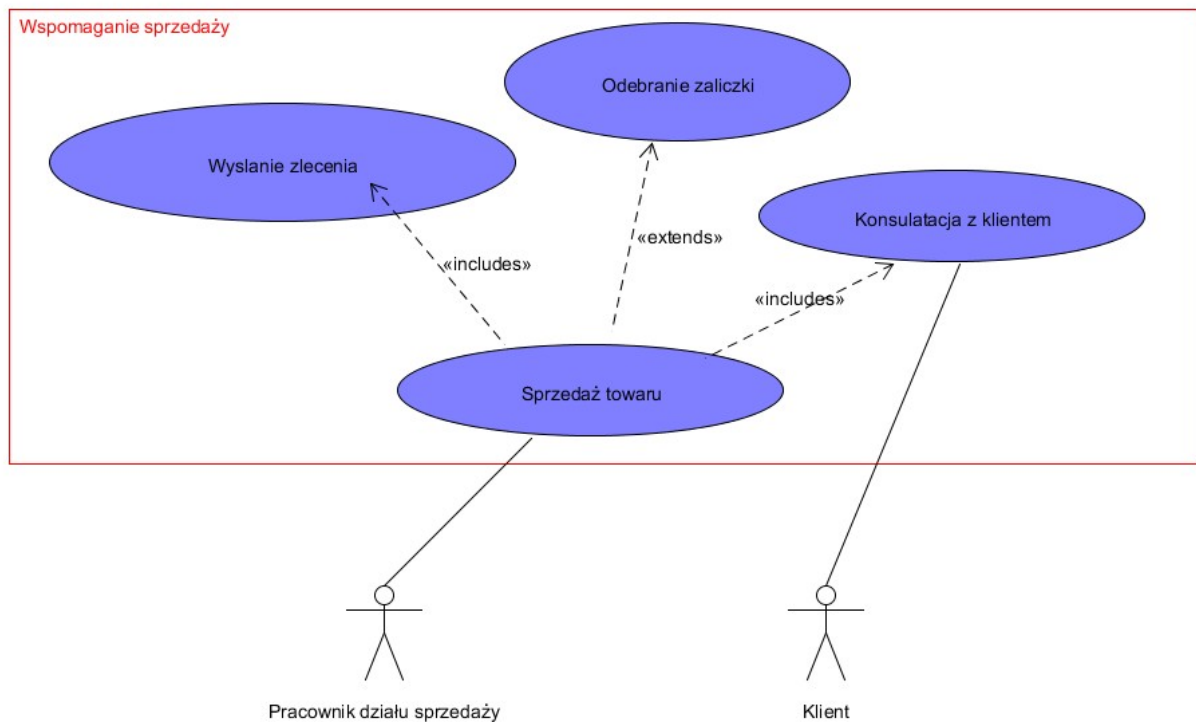 Wspomaganie sprzedaży
Odebranie zaliczki
Wyslanie zlecenia
Konsulatacja z klientem
«extends»
«includes»
«includes»
Sprzedaż towaru
Pracownik działu sprzedaży
Klient